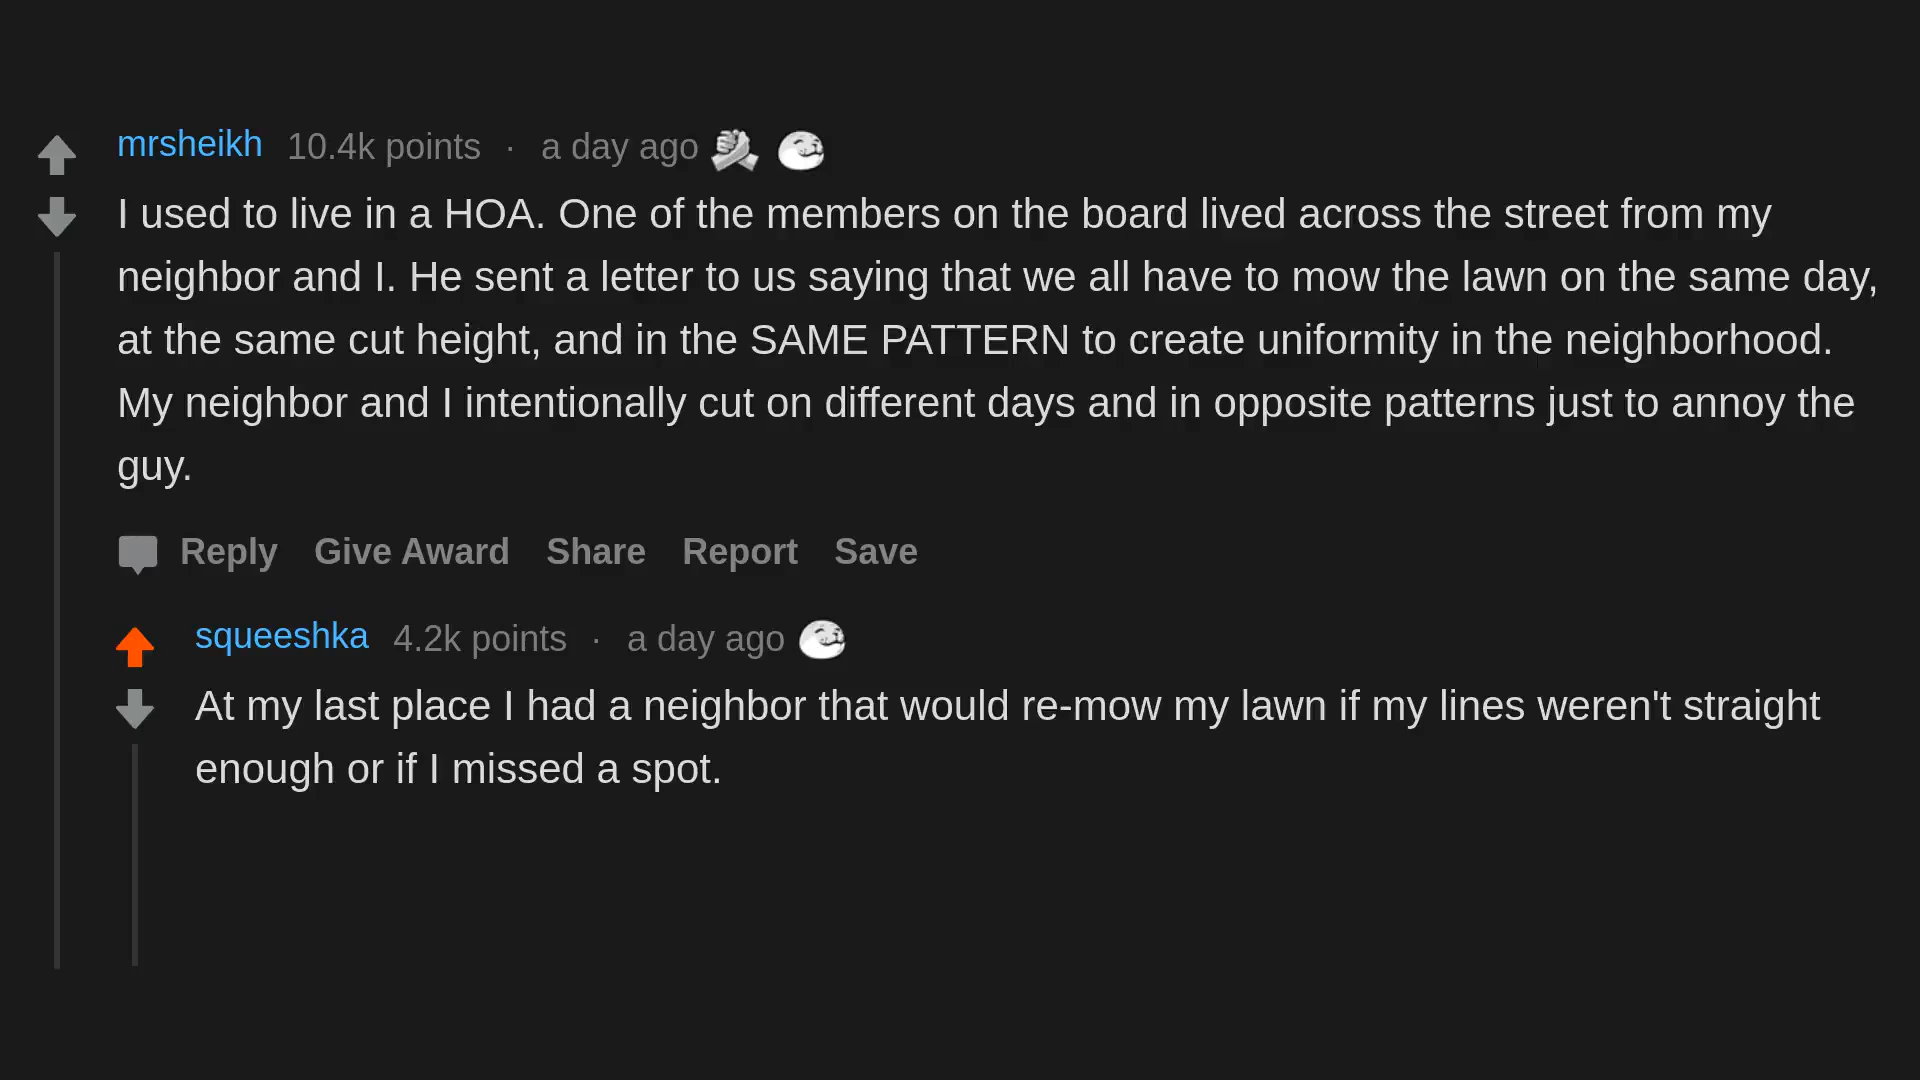 mrsheikh 10.4k points · a day ago
I used to live in a HOA. One of the members on the board lived across the street from my
neighbor and I. He sent a letter to us saying that we all have to mow the lawn on the same day,
at the same cut height, and in the SAME PATTERN to create uniformity in the neighborhood.
My neighbor and I intentionally cut on different days and in opposite patterns just to annoy the
guy.
Reply Give Award Share Report Save
squeeshka 4.2k points · a day ago
At my last place I had a neighbor that would re-mow my lawn if my lines weren't straight
enough or if I missed a spot.